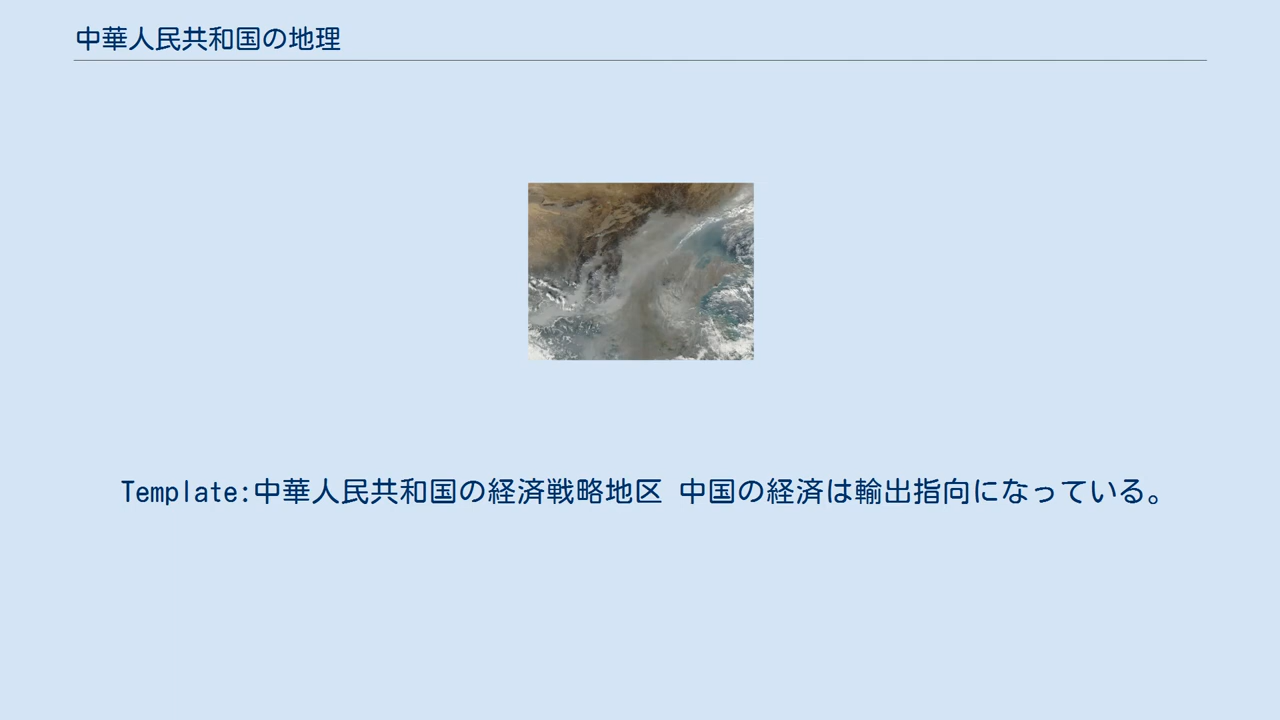 中華人民共和国の地理
Template:中華人民共和国の経済戦略地区 中国の経済は輸出指向になっている。